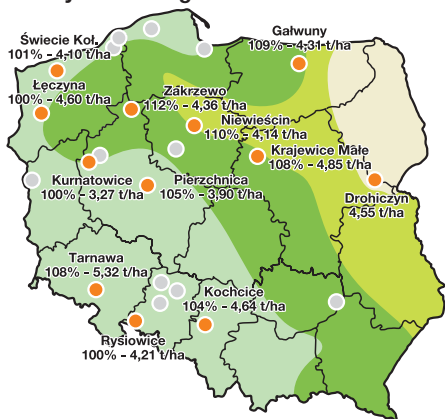 Świecie Koł.
101% - 4,10 t/ha
Gałwuny
109% - 4,31 t/ha
Łęczyna
100% - 4,60 t/ha
Zakrzewo
112% - 4,36 t/ha
Niewieścin
110% - 4,14 t/ha
Krajewice Małe
108% - 4,85 t/ha
Kurnatowice
100% - 3,27 t/ha
Pierzchnica
105% - 3,90 t/ha
Drohiczyn
4,55 t/ha
Tarnawa
108% - 5,32 t/ha
Kochcice
104% - 4,64 t/ha
Rysiowice
100% - 4,21 t/ha